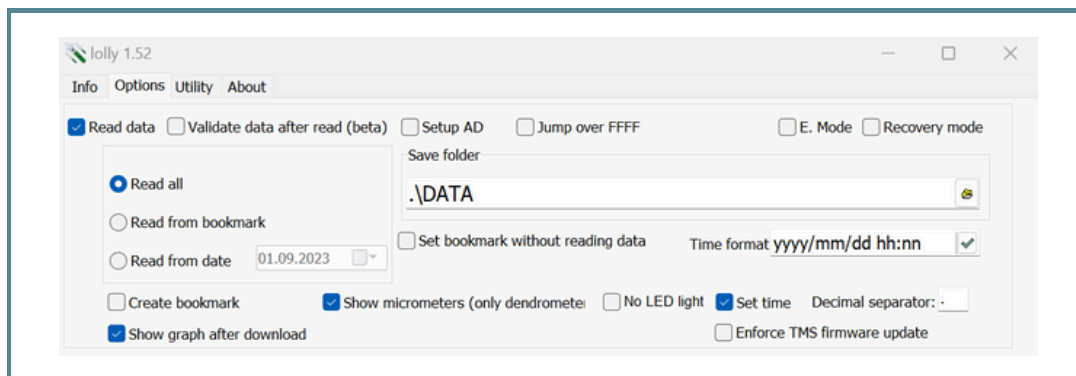 lolly 1.52
Info Options Utility About
Read data Validate data after read (beta) Setup AD Jump over FFFF E. Mode Recovery mode
Save folder
Read all
.\DATA
Read from bookmark
Set bookmark without reading data Time format yyyy/mm/dd hh:nn
Read from date 01.09.2023
Create bookmark Show micrometers (only dendrometer No LED light Set time Decimal separator: .
Show graph after download Enforce TMS firmware update